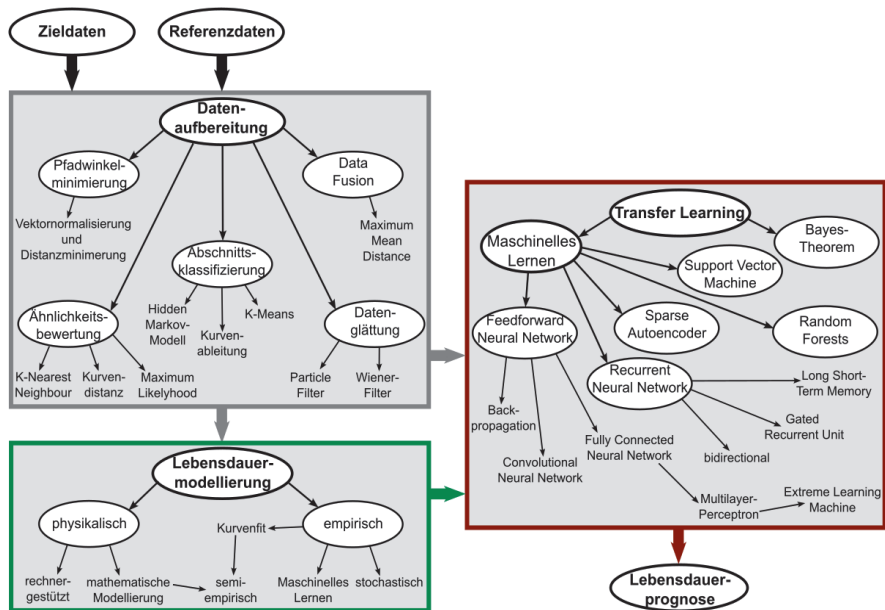 Zieldaten
Referenzdaten
Daten-
aufbereitung
Pfadwinkel-
minimierung
Data
Fusion
Vektornormalisierung
und
Distanzminimerung
Maximum
Mean
Distance
Abschnitts-
klassifizierung
Hidden
Markov-
Modell
Kurven-
ableitung
K-Means
Ähnlichkeits-
bewertung
Daten-
glättung
K-Nearest
Neighbour
Kurven-
distanz
Maximum
Likelyhood
Particle
Filter
Wiener-
Filter
Lebensdauer-
modellierung
physikalisch
empirisch
Kurvenfit
rechner-
gestützt
mathematische
Modellierung
semi-
empirisch
Maschinelles
Lernen
stochastisch
Transfer Learning
Maschinelles
Lernen
Bayes-
Theorem
Support Vector
Machine
Feedforward
Neural Network
Sparse
Autoencoder
Random
Forests
Recurrent
Neural Network
Long Short-
Term Memory
Back-
propagation
Gated
Recurrent Unit
Fully Connected
Neural Network
bidirectional
Convolutional
Neural Network
Multilayer-
Perceptron
Extreme Learning
Machine
Lebensdauer-
prognose